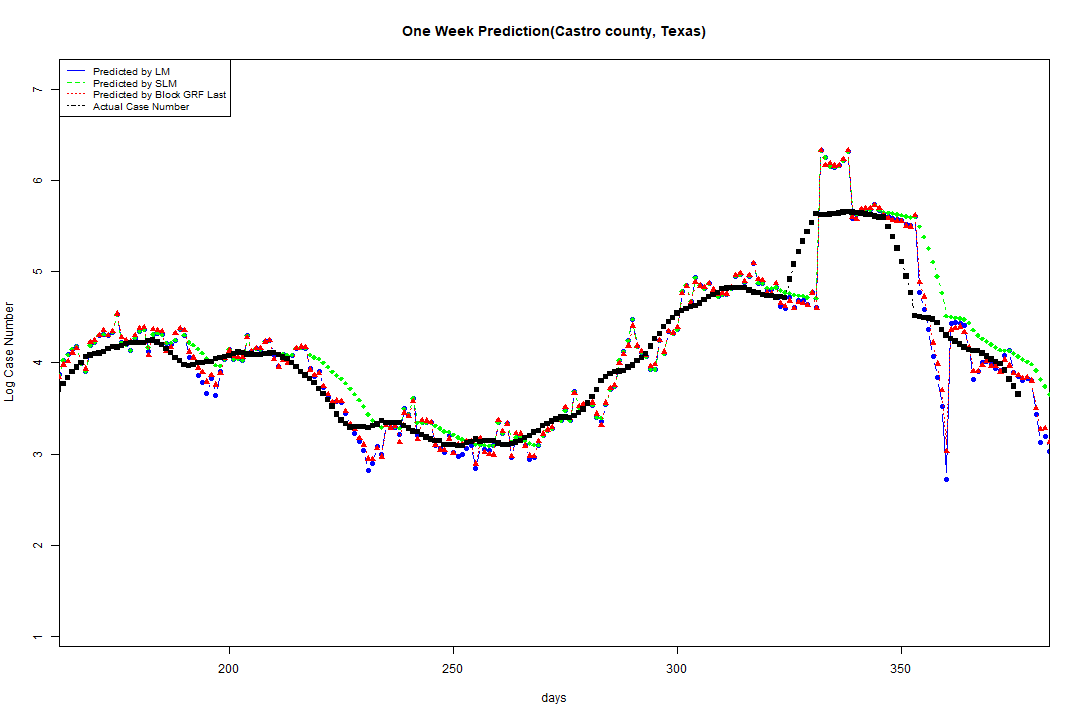 One Week Prediction(Castro county, Texas)
Predicted by LM
Predicted by SLM
Predicted by Block GRF Last
Actual Case Number
7
6
5
4
3
2
1
Log Case Number
200 250 300 350
days